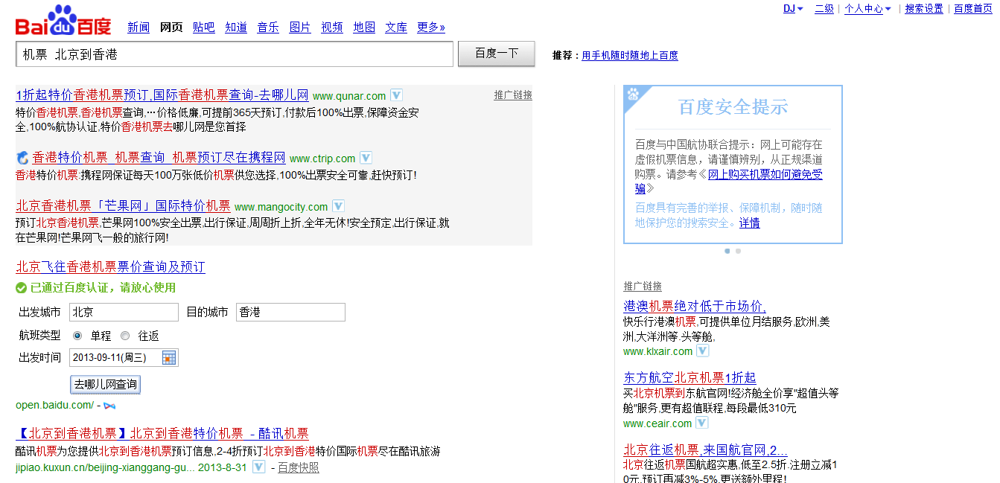 DJ 二级 | 个人中心 | 搜索设置 | 百度首页
Bai du 百度 新闻 网页 贴吧 知道 音乐 图片 视频 地图 文库 更多»
机票 北京到香港 百度一下 推荐：用手机随时随地上百度
1折起特价香港机票预订,国际香港机票查询-去哪儿网 www.qunar.com V 推广链接
特价香港机票,香港机票查询,…价格低廉,可提前365天预订,付款后100%出票,保障资金安
全,100%航协认证,特价香港机票去哪儿网是您首择
香港特价机票_机票查询_机票预订尽在携程网 www.ctrip.com V
香港特价机票:携程网保证每天100万张低价机票供您选择,100%出票安全可靠,赶快预订!
北京香港机票「芒果网」国际特价机票 www.mangocity.com V
预订北京香港机票,芒果网100%安全出票,出行保证,周周折上折,全年无休!安全预定,出行保证,就
在芒果网!芒果网飞一般的旅行网!
北京飞往香港机票票价查询及预订
已通过百度认证，请放心使用
出发城市 北京 目的城市 香港
航班类型 单程 往返
出发时间 2013-09-11(周三)
去哪儿网查询
open.baidu.com/ -
【北京到香港机票】北京到香港特价机票 - 酷讯机票
酷讯机票为您提供北京到香港机票预订信息,2-4折预订北京到香港特价国际机票尽在酷讯旅游
jipiao.kuxun.cn/beijing-xianggang-gu... 2013-8-31 V - 百度快照
百度安全提示
百度与中国航协联合提示：网上可能存在
虚假机票信息，请谨慎辨别，从正规渠道
购票。请参考《网上购买机票如何避免受
骗》
百度具有完善的举报、保障机制，随时随
地保护您的搜索安全。详情
推广链接
港澳机票绝对低于市场价,
快乐行港澳机票,可提供单位月结服务,欧洲,美
洲,大洋洲等.头等舱,
www.klxair.com V
东方航空北京机票1折起
买北京机票到东航官网!经济舱全价享"超值头等
舱"服务,更有超值联程,每段最低310元
www.ceair.com V
北京往返机票,来国航官网,2...
北京往返机票国航超实惠,低至2.5折.注册立减1
0元,预订再减3%-5%,更送额外里程!